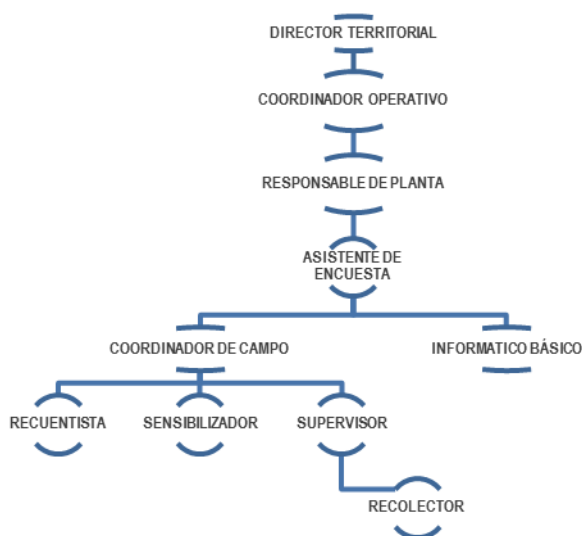 DIRECTOR TERRITORIAL
COORDINADOR OPERATIVO
RESPONSABLE DE PLANTA
ASISTENTE DE
ENCUESTA
COORDINADOR DE CAMPO
INFORMATICO BÁSICO
RECUENTISTA
SENSIBILIZADOR
SUPERVISOR
RECOLECTOR